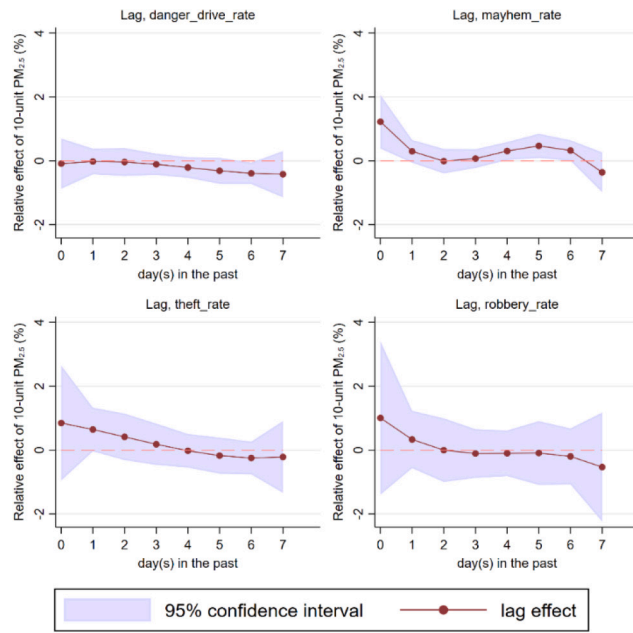 Lag, danger_drive_rate
Relative effect of 10-unit PM2.5 (%)
4
2
0
-2
0 1 2 3 4 5 6 7
day(s) in the past
Lag, mayhem_rate
Relative effect of 10-unit PM2.5 (%)
4
2
0
-2
0 1 2 3 4 5 6 7
day(s) in the past
Lag, theft_rate
Relative effect of 10-unit PM2.5 (%)
4
2
0
-2
0 1 2 3 4 5 6 7
day(s) in the past
Lag, robbery_rate
Relative effect of 10-unit PM2.5 (%)
4
2
0
-2
0 1 2 3 4 5 6 7
day(s) in the past
95% confidence interval
lag effect